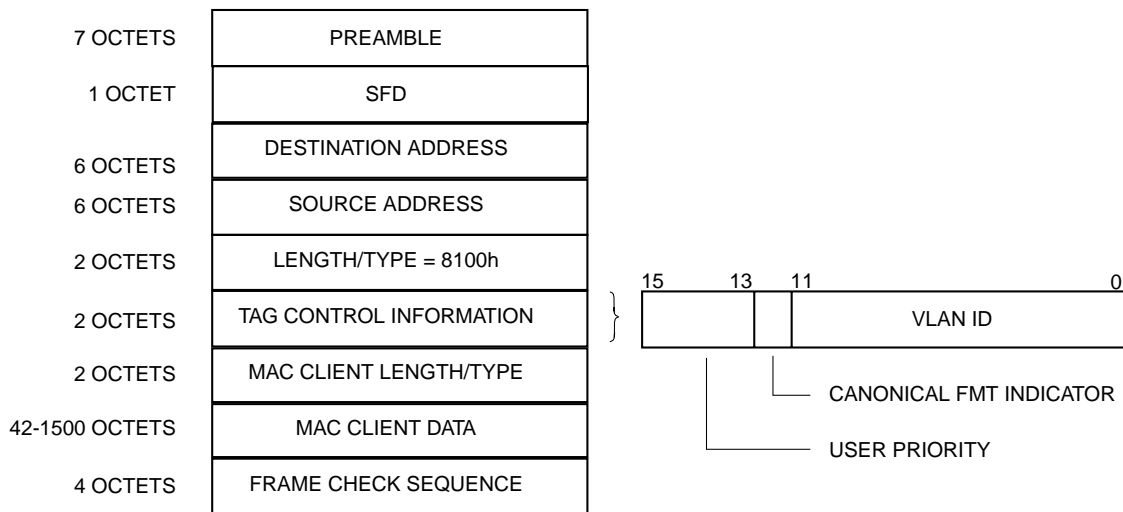 7 OCTETS PREAMBLE
1 OCTET SFD
6 OCTETS DESTINATION ADDRESS
6 OCTETS SOURCE ADDRESS
2 OCTETS LENGTH/TYPE = 8100h
15 13 11 0
2 OCTETS TAG CONTROL INFORMATION } VLAN ID
2 OCTETS MAC CLIENT LENGTH/TYPE
CANONICAL FMT INDICATOR
42-1500 OCTETS MAC CLIENT DATA
USER PRIORITY
4 OCTETS FRAME CHECK SEQUENCE